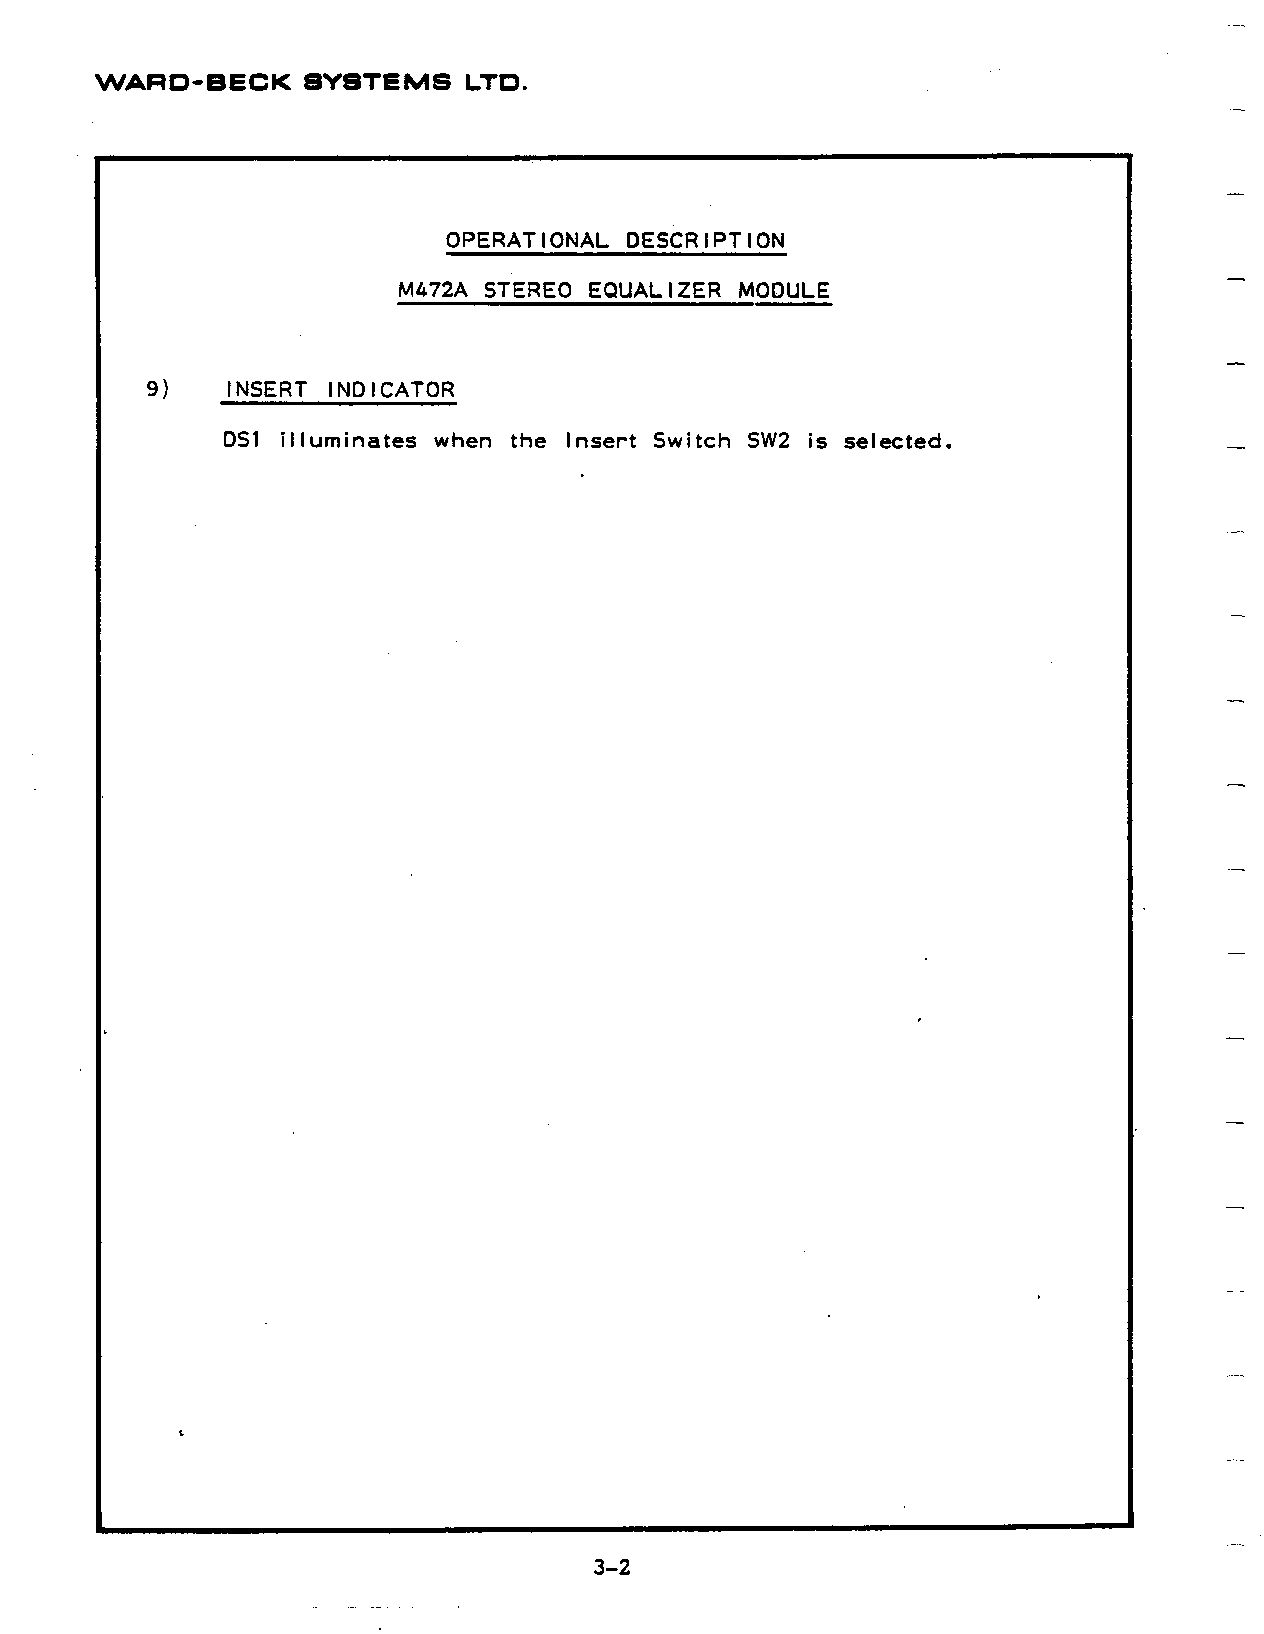 WARD-BECK SYSTEMS LTD.
OPERATIONAL DESCRIPTION
M472A STEREO EQUALIZER MODULE
9) INSERT INDICATOR
DS1 illuminates when the Insert Switch SW2 is selected.
3-2